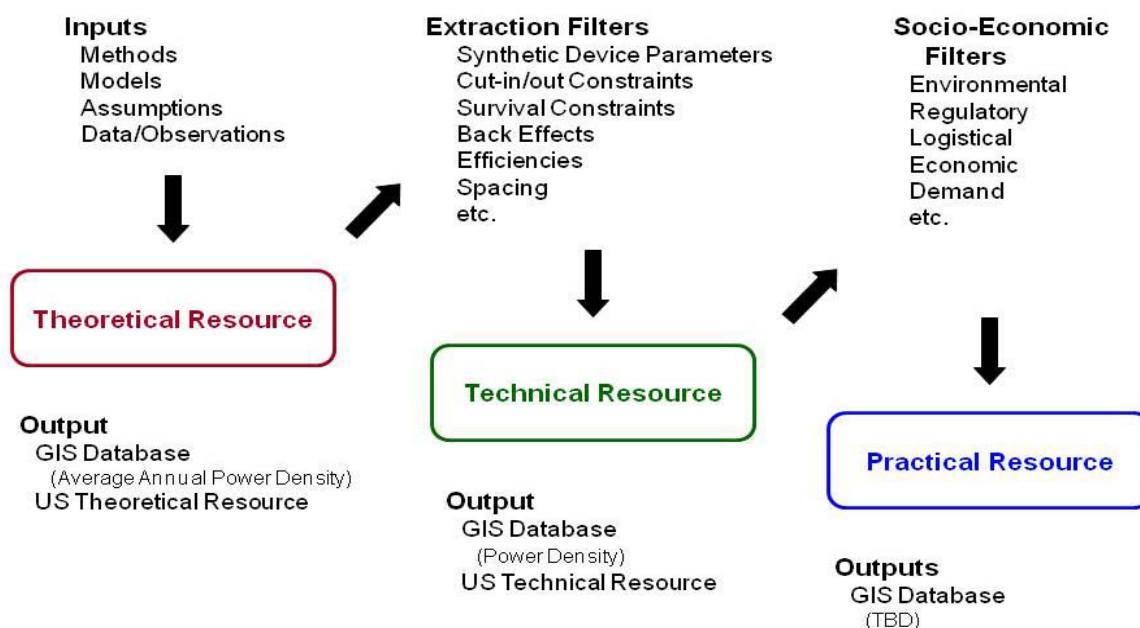 Inputs
Methods
Models
Assumptions
Data/Observations
Theoretical Resource
Output
GIS Database
(Average Annual Power Density)
US Theoretical Resource
Extraction Filters
Synthetic Device Parameters
Cut-in/out Constraints
Survival Constraints
Back Effects
Efficiencies
Spacing
etc.
Technical Resource
Output
GIS Database
(Power Density)
US Technical Resource
Socio-Economic
Filters
Environmental
Regulatory
Logistical
Economic
Demand
etc.
Practical Resource
Outputs
GIS Database
(TBD)